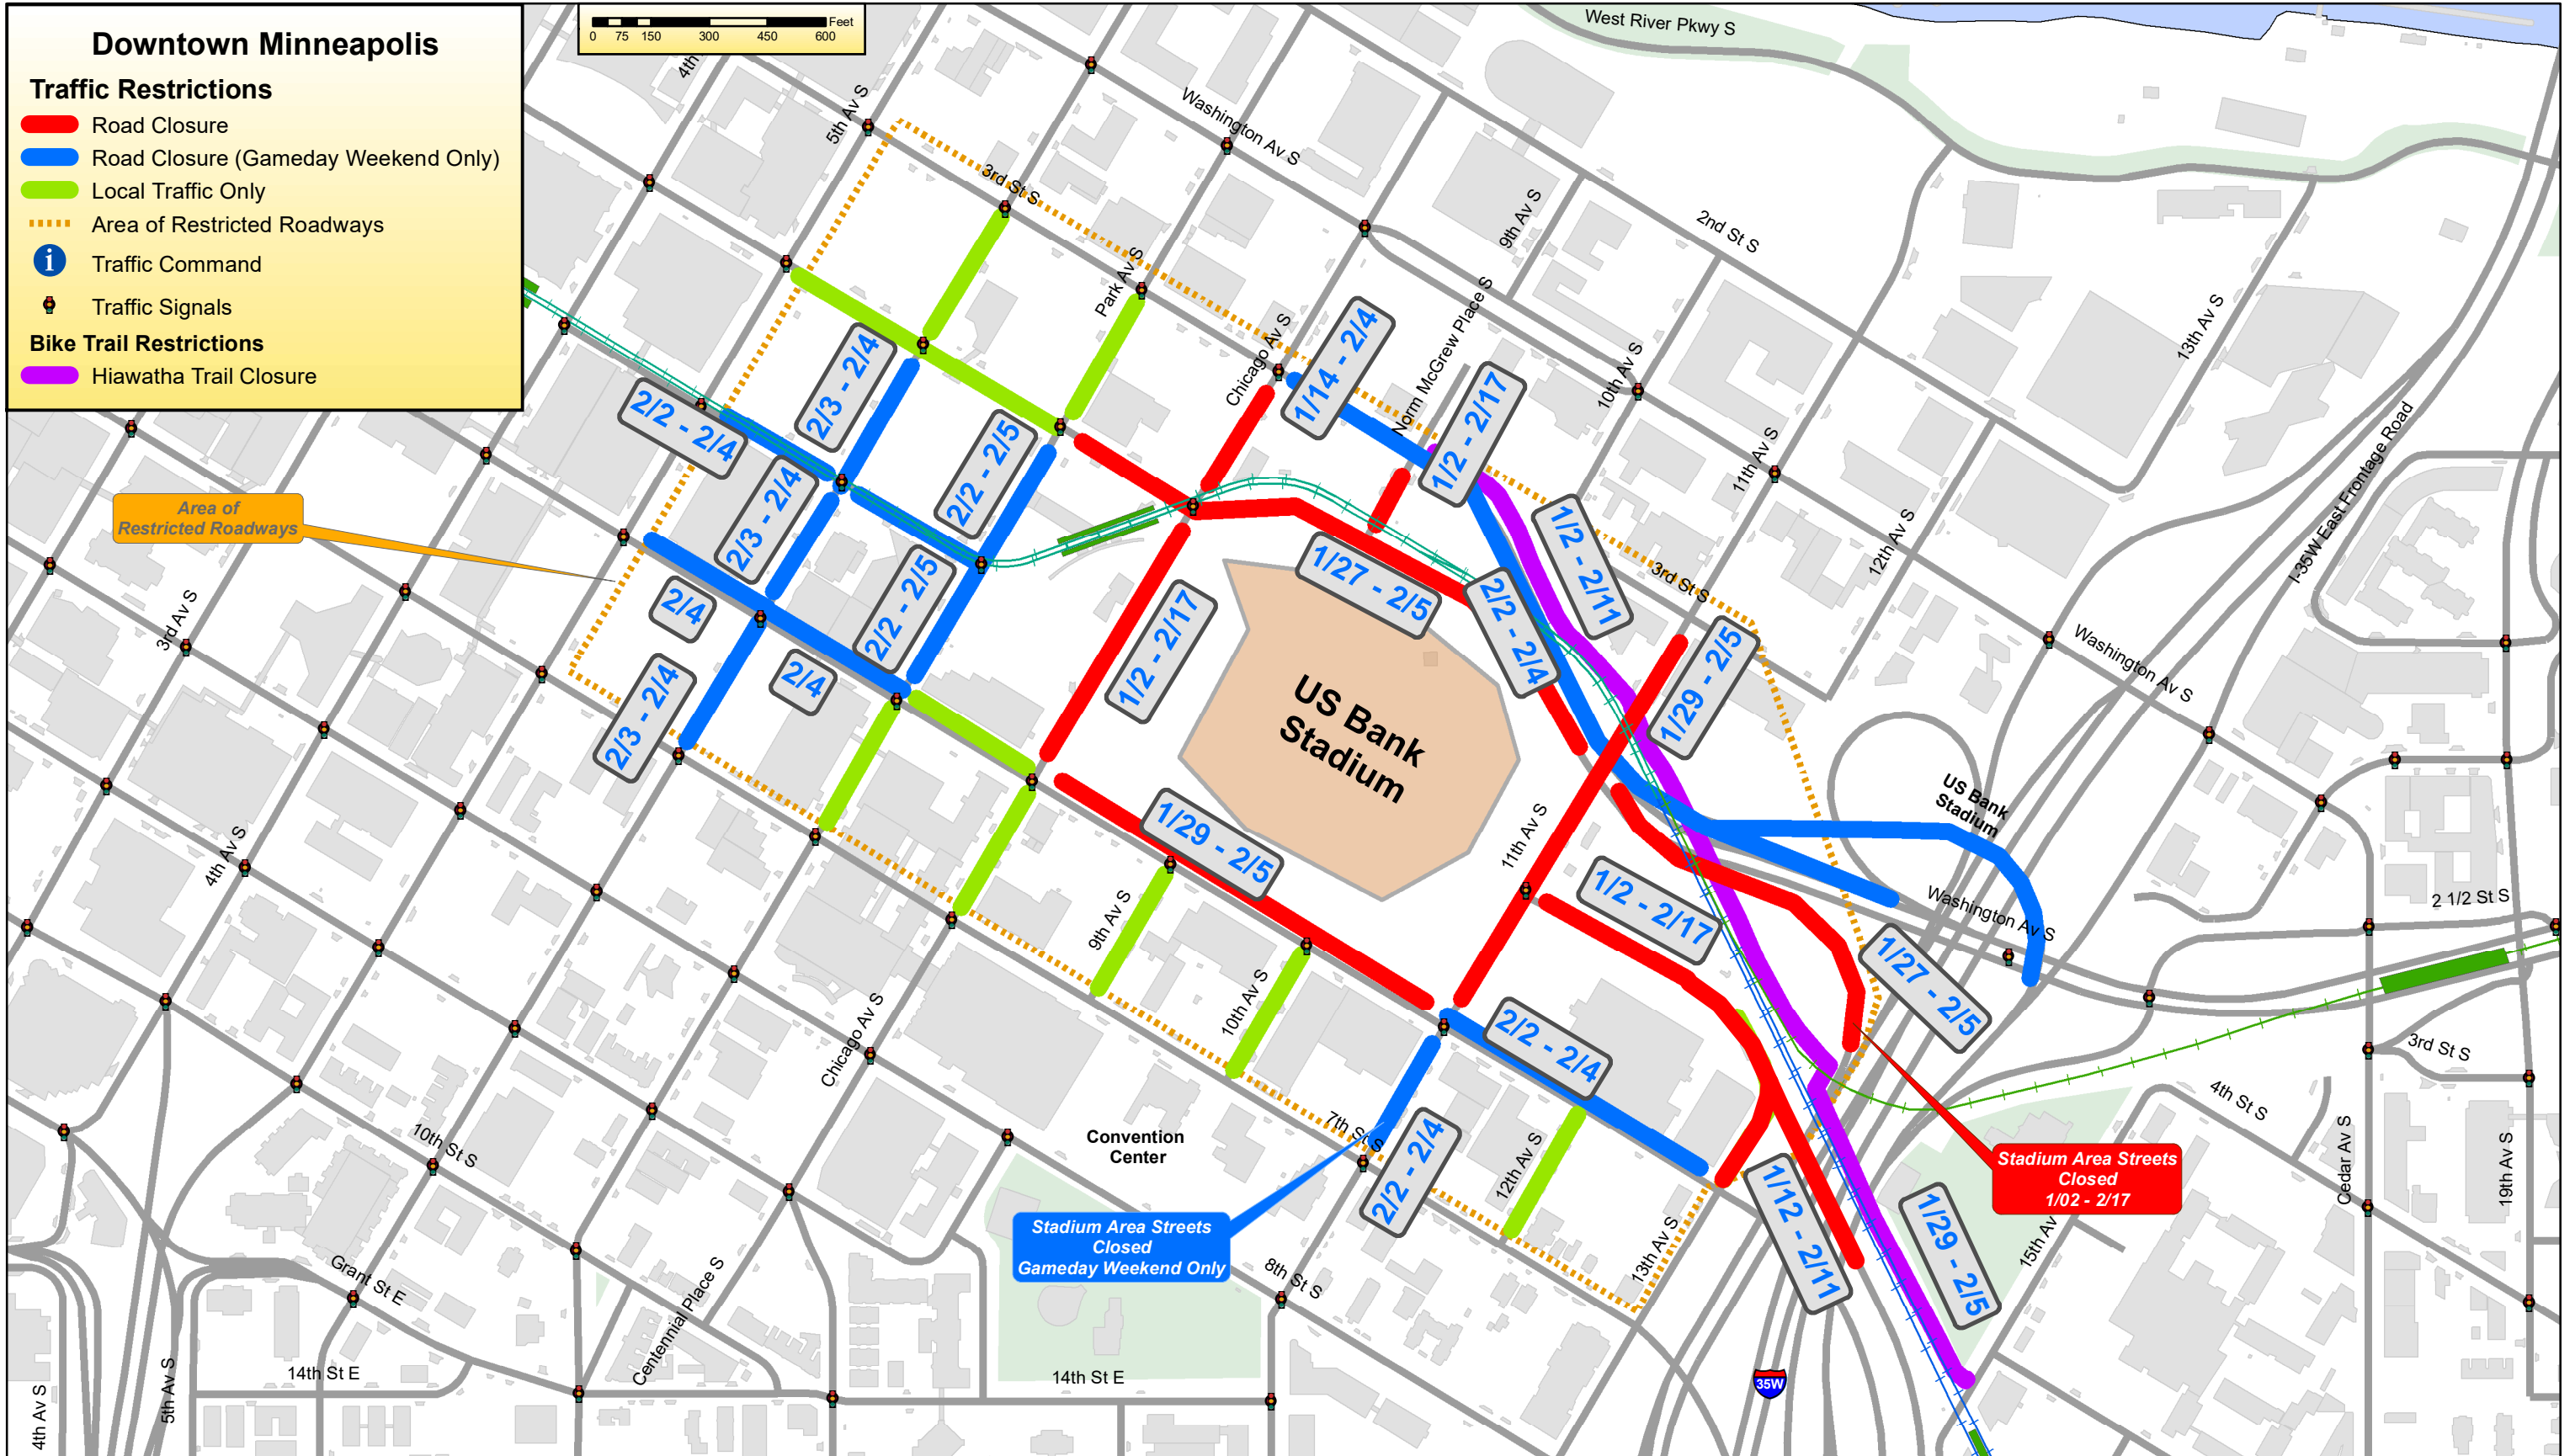 Downtown Minneapolis
Traffic Restrictions
Road Closure
Road Closure (Gameday Weekend Only)
Local Traffic Only
Area of Restricted Roadways
i
Traffic Command
Traffic Signals
Bike Trail Restrictions
Hiawatha Trail Closure
Feet
0 75 150 300 450 600
West River Pkwy S
4th
5th Av S
Washington Av S
3rd St S
9th Av S
2nd St S
Park Av S
Chicago Av S
Norm McGrew Place S
10th Av S
13th Av S
11th Av S
12th Av S
I-35W East Frontage Road
1/14 - 2/4
1/2 - 2/17
2/3 - 2/4
2/2 - 2/4
2/2 - 2/5
2/3 - 2/4
Area of
Restricted Roadways
1/2 - 2/11
1/27 - 2/5
3rd St S
2/2 - 2/4
2/2 - 2/5
2/4
3rd Av S
1/2 - 2/17
1/29 - 2/5
Washington Av S
2/4
2/3 - 2/4
US Bank
Stadium
US Bank
Stadium
11th Av S
1/29 - 2/5
4th Av S
1/2 - 2/17
Washington Av S
2 1/2 St S
9th Av S
1/27 - 2/5
10th Av S
2/2 - 2/4
Chicago Av S
3rd St S
4th St S
7th St S
10th St S
Convention
Center
2/2 - 2/4
12th Av S
Cedar Av S
19th Av S
Stadium Area Streets
Closed
1/02 - 2/17
1/12 - 2/11
1/29 - 2/5
15th Av
13th Av S
Stadium Area Streets
Closed
Gameday Weekend Only
8th St S
Grant St E
Centennial Place S
14th St E
14th St E
35W
5th Av S
4th Av S